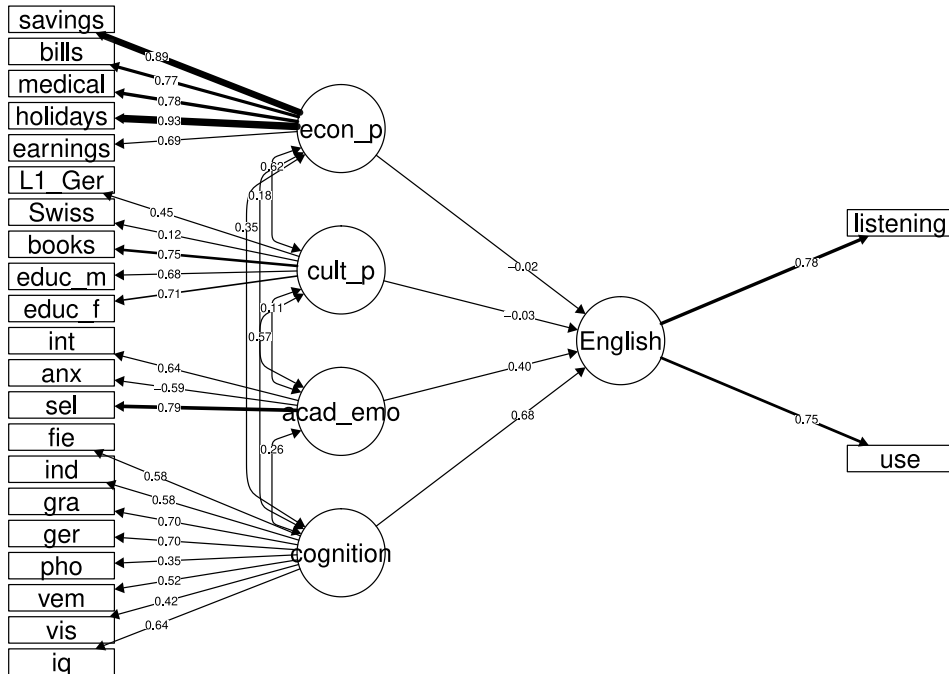 savings
bills
medical
holidays
earnings
L1_Ger
Swiss
books
educ_m
educ_f
int
anx
sel
fie
ind
gra
ger
pho
vem
vis
iq
0.89
0.77
0.78
0.93
0.69
0.45
0.12
0.75
0.68
0.71
0.64
−0.59
0.79
0.58
0.58
0.70
0.70
0.35
0.52
0.42
0.64
econ_p
cult_p
acad_emo
cognition
0.62
0.18
0.35
0.11
0.57
0.26
−0.02
−0.03
0.40
0.68
English
0.78
0.75
listening
use